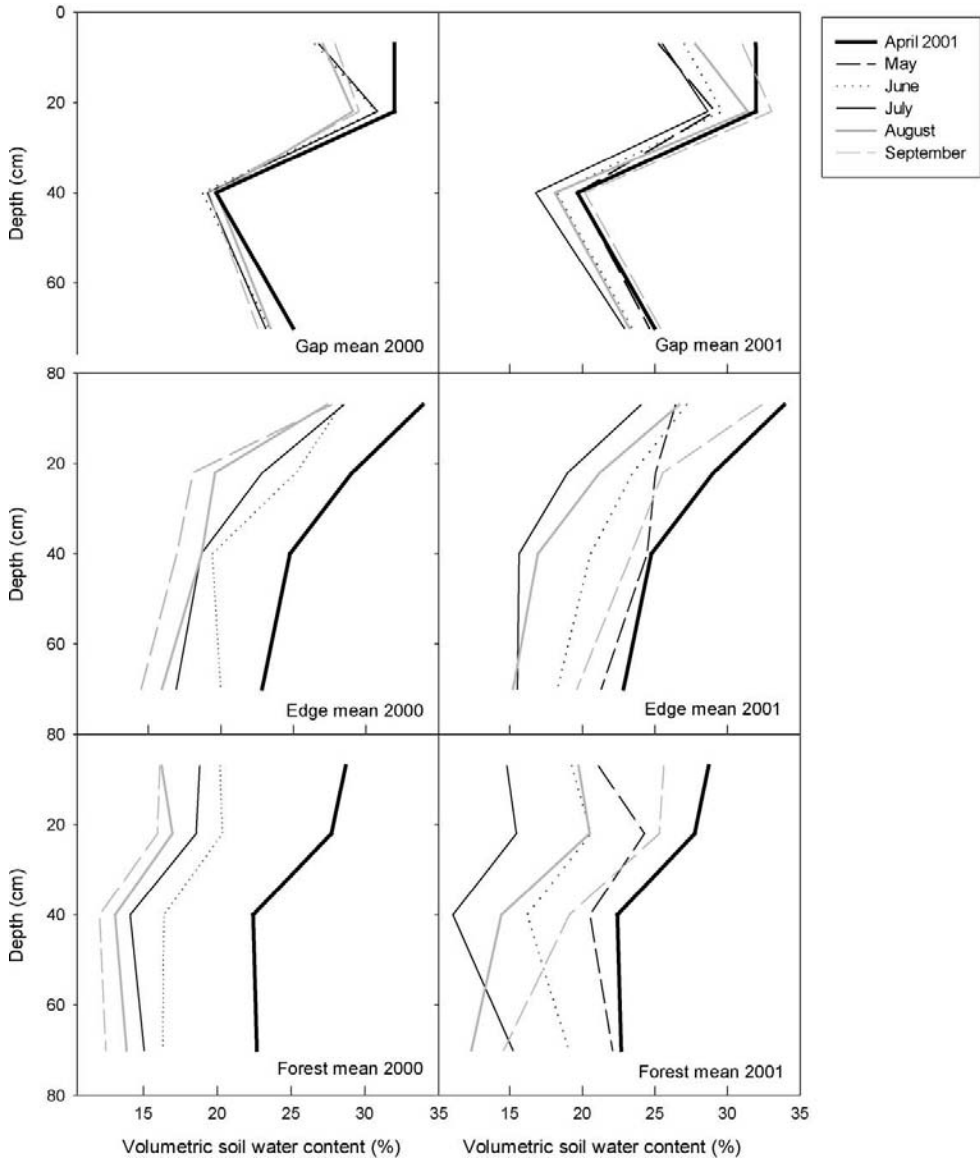 0
20
40
60
80
20
40
60
80
20
40
60
80
Depth (cm)
Depth (cm)
Depth (cm)
Gap mean 2000
Gap mean 2001
Edge mean 2000
Edge mean 2001
Forest mean 2000
Forest mean 2001
April 2001
May
June
July
August
September
15
20
25
30
35
15
20
25
30
35
Volumetric soil water content (%)
Volumetric soil water content (%)